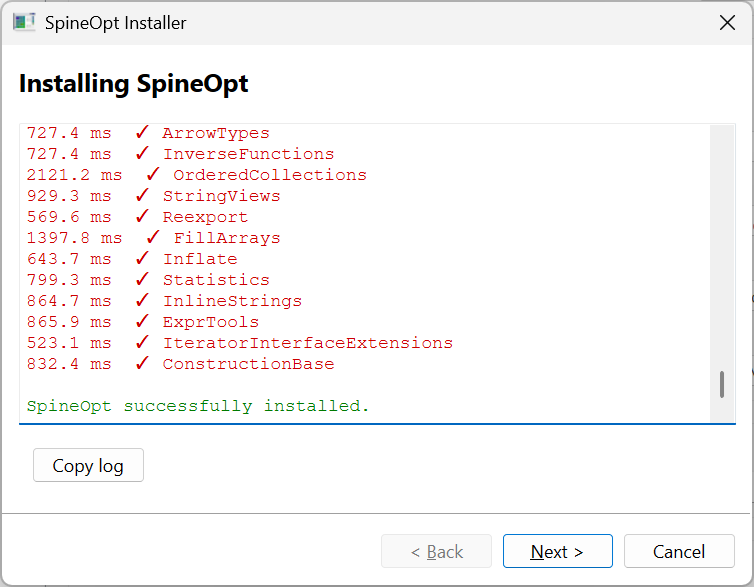 SpineOpt Installer
Installing SpineOpt
727.4 ms ✓ ArrowTypes
727.4 ms ✓ InverseFunctions
2121.2 ms ✓ OrderedCollections
929.3 ms ✓ StringViews
569.6 ms ✓ Reexport
1397.8 ms ✓ FillArrays
643.7 ms ✓ Inflate
799.3 ms ✓ Statistics
864.7 ms ✓ InlineStrings
865.9 ms ✓ ExprTools
523.1 ms ✓ IteratorInterfaceExtensions
832.4 ms ✓ ConstructionBase
SpineOpt successfully installed.
Copy log
< Back Next > Cancel